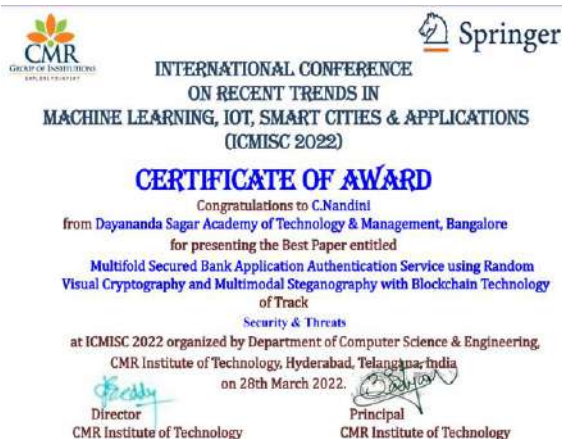 CMR
GROUP OF INSTITUTIONS
EXPLORE TO INVENT
Springer
INTERNATIONAL CONFERENCE
ON RECENT TRENDS IN
MACHINE LEARNING, IOT, SMART CITIES & APPLICATIONS
(ICMISC 2022)
CERTIFICATE OF AWARD
Congratulations to C.Nandini
from Dayananda Sagar Academy of Technology & Management, Bangalore
for presenting the Best Paper entitled
Multifold Secured Bank Application Authentication Service using Random
Visual Cryptography and Multimodal Steganography with Blockchain Technology
of Track
Security & Threats
at ICMISC 2022 organized by Department of Computer Science & Engineering,
CMR Institute of Technology, Hyderabad, Telangana, India
on 28th March 2022.
Director
Principal
CMR Institute of Technology
CMR Institute of Technology